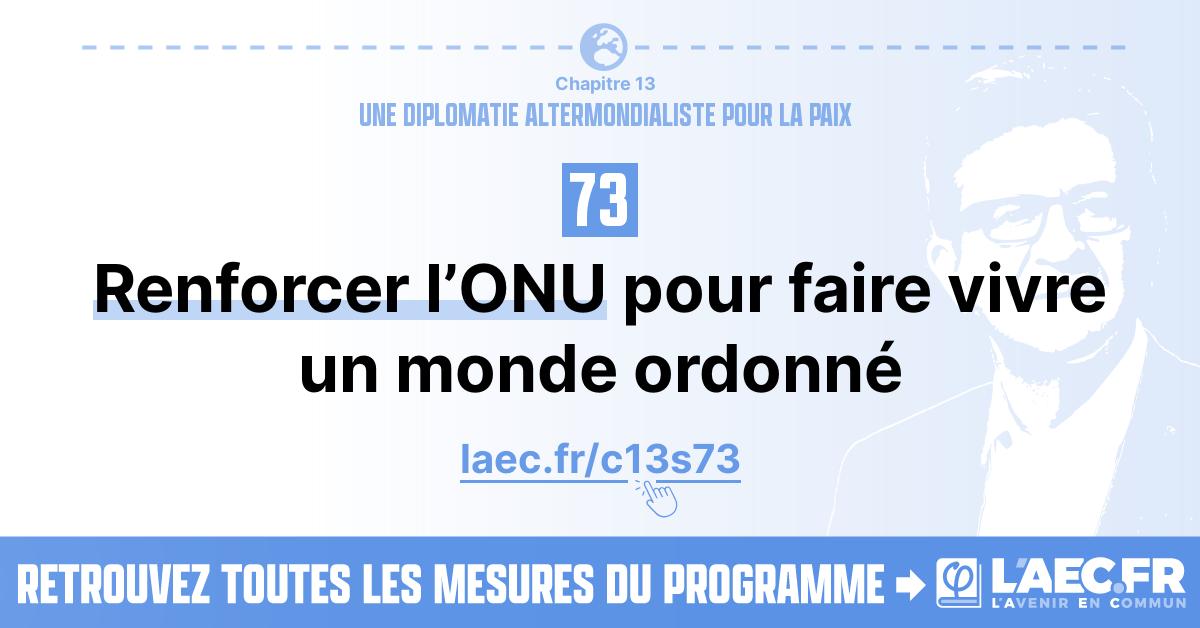 Chapitre 13
UNE DIPLOMATIE ALTERMONDIALISTE POUR LA PAIX
73
Renforcer l’ONU pour faire vivre
un monde ordonné
laec.fr/c13s73
RETROUVEZ TOUTES LES MESURES DU PROGRAMME
L'AEC.FR
L'AVENIR EN COMMUN